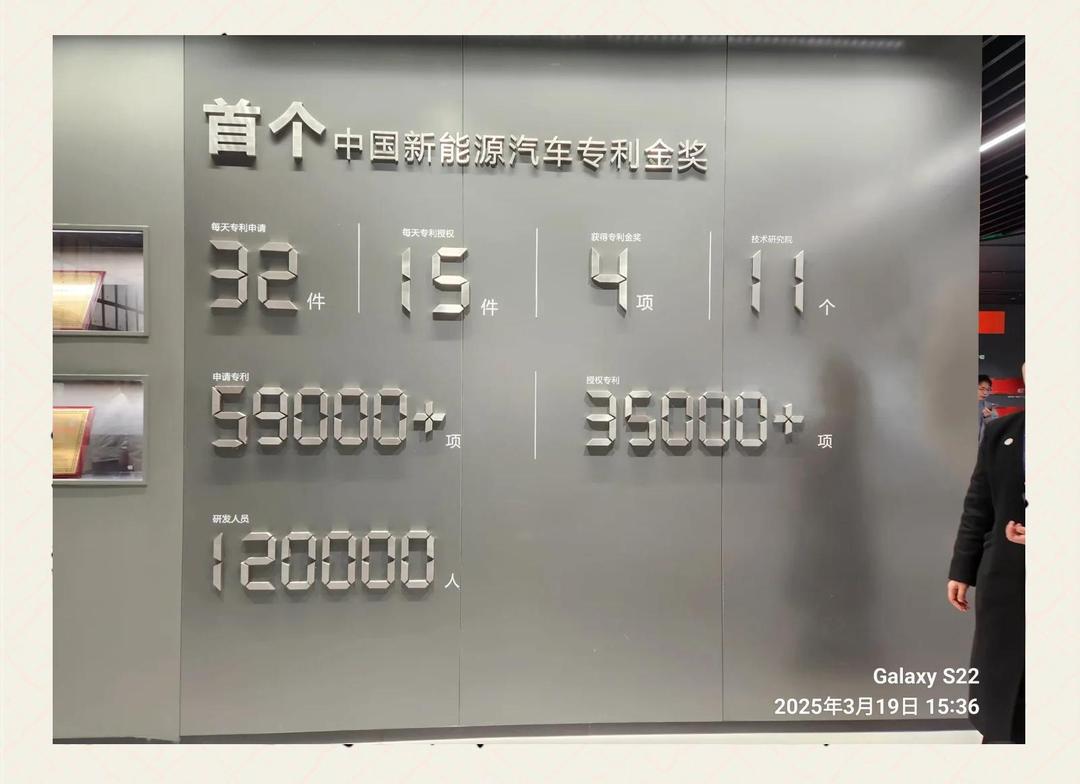 首个中国新能源汽车专利金奖
每天专利申请
32件
每天专利授权
15件
获得专利金奖
4项
技术研究院
11个
申请专利
59000+项
授权专利
35000+项
研发人员
120000人
Galaxy S22
2025年3月19日 15:36